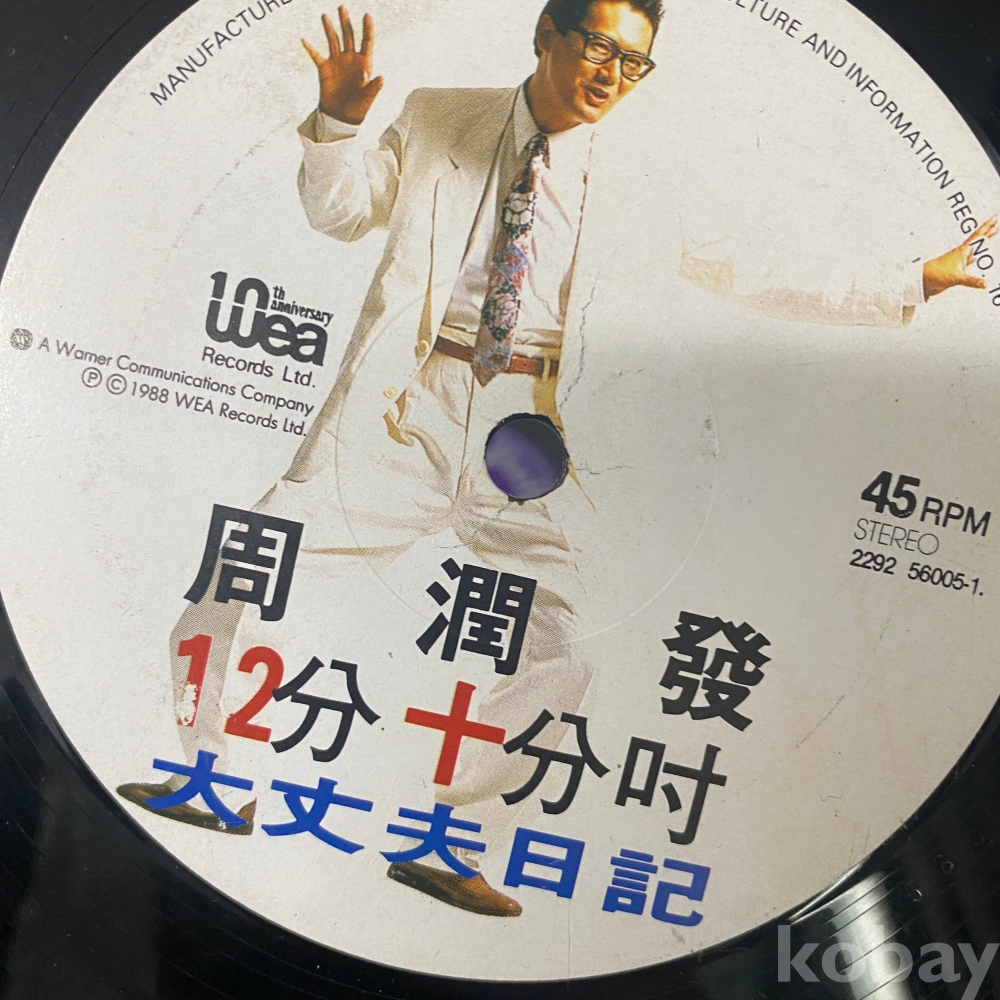 MANUFACTURE
LTURE AND INFORMATION REG NO. 10
10th anniversary
wea
Records Ltd.
A Warner Communications Company
Ⓟ © 1988 WEA Records Ltd.
45 RPM
STEREO
2292 56005-1.
周潤發
12分十分吋
大丈夫日記
kobay